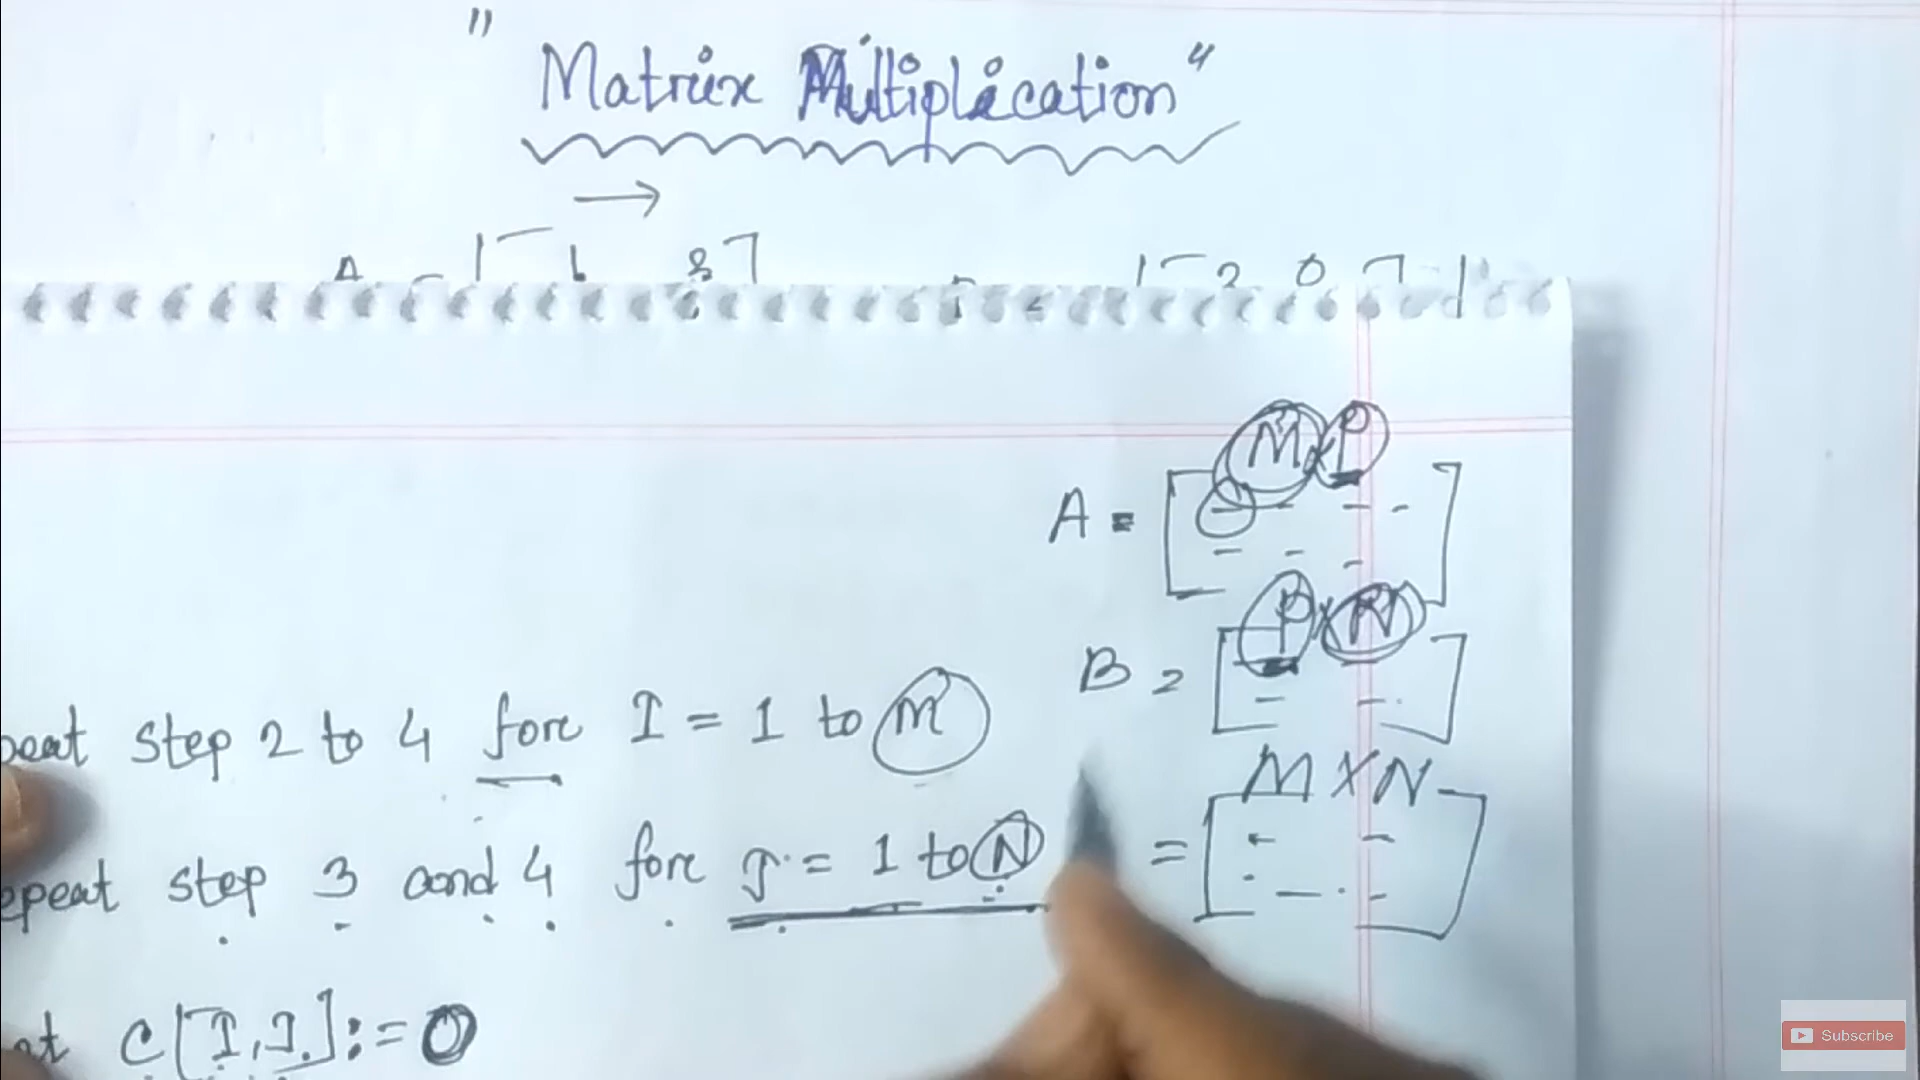 "Matrix Multiplication"
→
M x P
A =
P x N
B =
M X N
=
peat step 2 to 4 for I = 1 to M
epeat step 3 and 4 for J = 1 to N
C[I,J]:=0
Subscribe